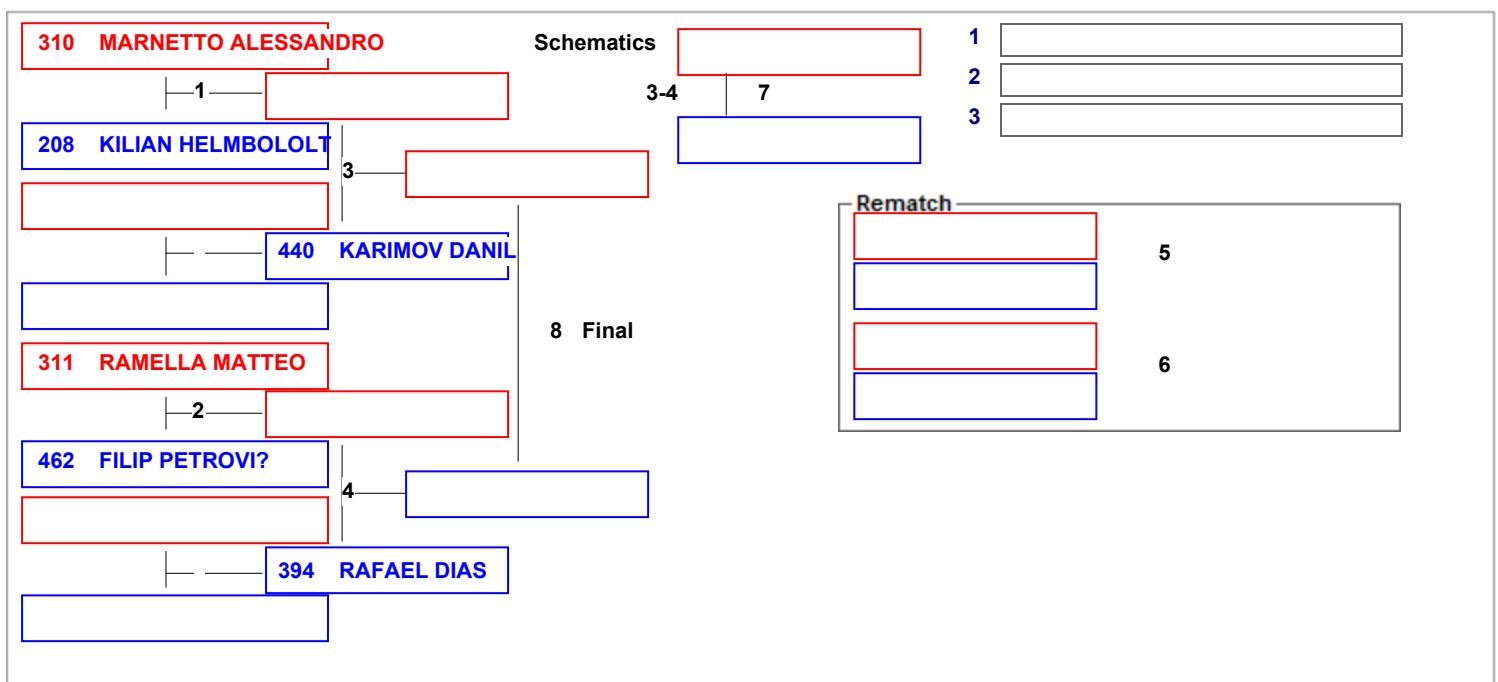 310 MARNETTO ALESSANDRO
1
208 KILIAN HELMBOLOLT
3
440 KARIMOV DANIL
8 Final
311 RAMELLA MATTEO
2
462 FILIP PETROVI?
4
394 RAFAEL DIAS
Schematics
3-4 7
1
2
3
Rematch
5
6